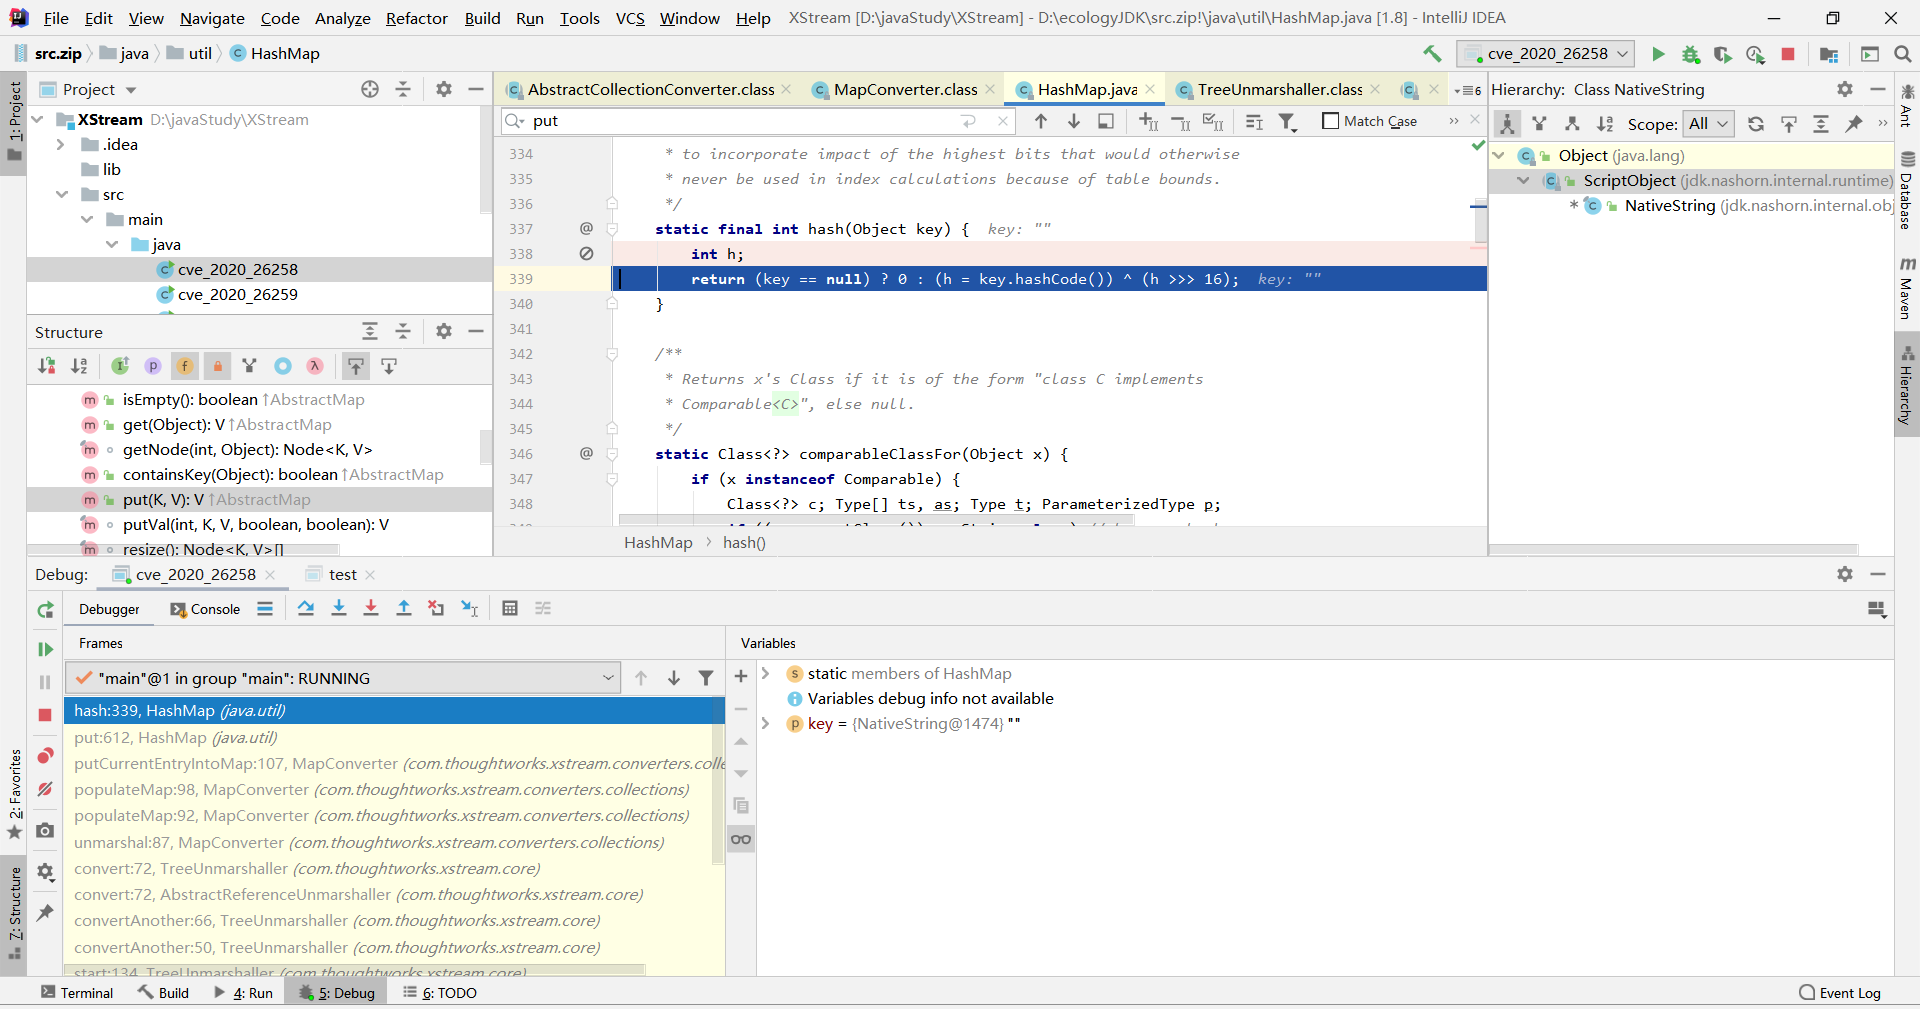 File Edit View Navigate Code Analyze Refactor Build Run Tools VCS Window Help XStream [D:\javaStudy\XStream] - D:\ecologyJDK\src.zip!\java\util\HashMap.java [1.8] - IntelliJ IDEA
src.zip java util HashMap cve_2020_26258
1: Project
Project
XStream D:\javaStudy\XStream
.idea
lib
src
main
java
cve_2020_26258
cve_2020_26259
Structure
isEmpty(): boolean ↑AbstractMap
get(Object): V ↑AbstractMap
getNode(int, Object): Node<K, V>
containsKey(Object): boolean ↑AbstractMap
put(K, V): V ↑AbstractMap
putVal(int, K, V, boolean, boolean): V
resize(): Node<K, V>[]
AbstractCollectionConverter.class MapConverter.class HashMap.java TreeUnmarshaller.class 6
put Match Case
334 * to incorporate impact of the highest bits that would otherwise
335 * never be used in index calculations because of table bounds.
336 */
337 @ static final int hash(Object key) { key: ""
338 int h;
339 return (key == null) ? 0 : (h = key.hashCode()) ^ (h >>> 16); key: ""
340 }
341
342 /**
343 * Returns x's Class if it is of the form "class C implements
344 * Comparable<C>", else null.
345 */
346 @ static Class<?> comparableClassFor(Object x) {
347 if (x instanceof Comparable) {
348 Class<?> c; Type[] ts, as; Type t; ParameterizedType p;
HashMap hash()
Hierarchy: Class NativeString
Scope: All
Object (java.lang)
ScriptObject (jdk.nashorn.internal.runtime)
* NativeString (jdk.nashorn.internal.obj
Ant
Database
Maven
Hierarchy
Debug: cve_2020_26258 test
Debugger Console
Frames
"main"@1 in group "main": RUNNING
hash:339, HashMap (java.util)
put:612, HashMap (java.util)
putCurrentEntryIntoMap:107, MapConverter (com.thoughtworks.xstream.converters.colle
populateMap:98, MapConverter (com.thoughtworks.xstream.converters.collections)
populateMap:92, MapConverter (com.thoughtworks.xstream.converters.collections)
unmarshal:87, MapConverter (com.thoughtworks.xstream.converters.collections)
convert:72, TreeUnmarshaller (com.thoughtworks.xstream.core)
convert:72, AbstractReferenceUnmarshaller (com.thoughtworks.xstream.core)
convertAnother:66, TreeUnmarshaller (com.thoughtworks.xstream.core)
convertAnother:50, TreeUnmarshaller (com.thoughtworks.xstream.core)
start:134, TreeUnmarshaller (com.thoughtworks.xstream.core)
Variables
static members of HashMap
Variables debug info not available
key = {NativeString@1474} ""
2: Favorites
7: Structure
Terminal Build 4: Run 5: Debug 6: TODO Event Log